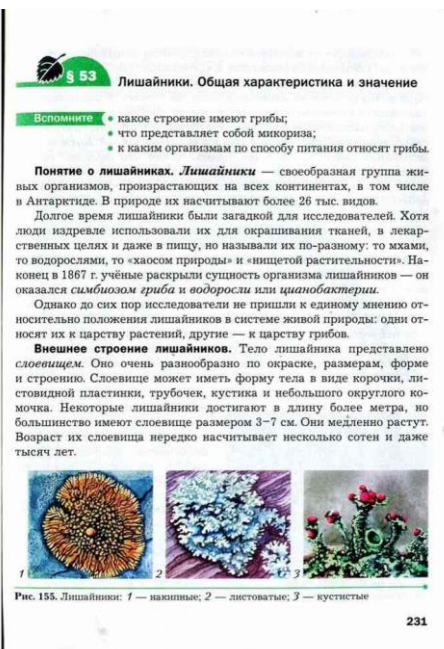 § 53
Лишайники. Общая характеристика и значение
Вспомните
• какое строение имеют грибы;
• что представляет собой микориза;
• к каким организмам по способу питания относят грибы.
Понятие о лишайниках. Лишайники — своеобразная группа жи-
вых организмов, произрастающих на всех континентах, в том числе
в Антарктиде. В природе их насчитывают более 26 тыс. видов.
Долгое время лишайники были загадкой для исследователей. Хотя
люди издревле использовали их для окрашивания тканей, в лекар-
ственных целях и даже в пищу, но называли их по-разному: то мхами,
то водорослями, то «хаосом природы» и «нищетой растительности». На-
конец в 1867 г. учёные раскрыли сущность организма лишайников — он
оказался симбиозом гриба и водоросли или цианобактерии.
Однако до сих пор исследователи не пришли к единому мнению от-
носительно положения лишайников в системе живой природы: одни от-
носят их к царству растений, другие — к царству грибов.
Внешнее строение лишайников. Тело лишайника представлено
слоевищем. Оно очень разнообразно по окраске, размерам, форме
и строению. Слоевище может иметь форму тела в виде корочки, ли-
стовидной пластинки, трубочек, кустика и небольшого округлого ко-
мочка. Некоторые лишайники достигают в длину более метра, но
большинство имеют слоевище размером 3–7 см. Они медленно растут.
Возраст их слоевища нередко насчитывает несколько сотен и даже
тысяч лет.
1 2 3
Рис. 155. Лишайники: 1 — накипные; 2 — листоватые; 3 — кустистые
231